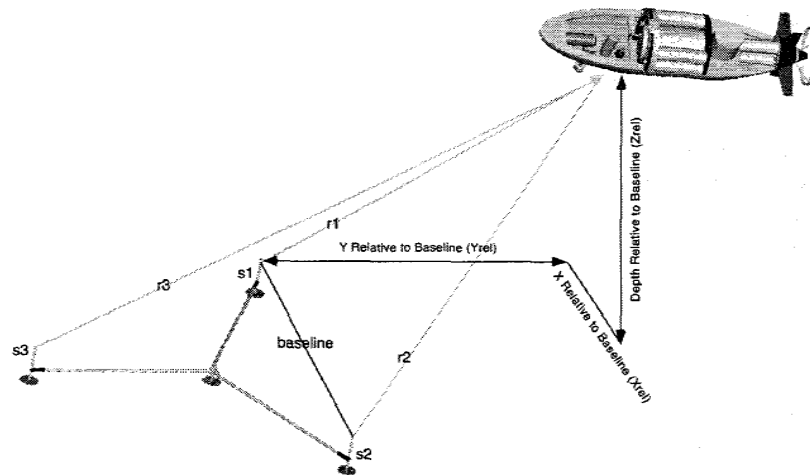 Depth Relative to Baseline (Zrel)
r1
Y Relative to Baseline (Yrel)
s1
X Relative to Baseline (Xrel)
r3
baseline
s3
r2
s2